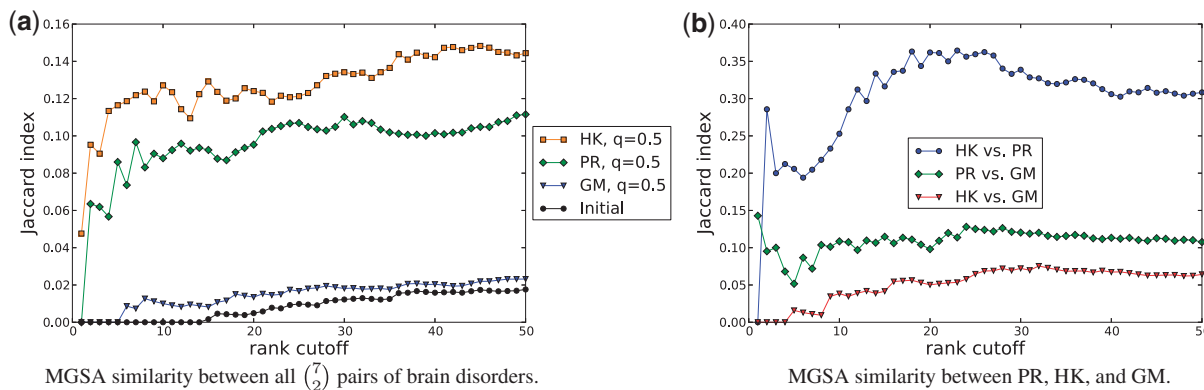 (a)
0.16
0.14
0.12
0.10
0.08
0.06
0.04
0.02
0.00
Jaccard index
0 10 20 30 40 50
rank cutoff
HK, q=0.5
PR, q=0.5
GM, q=0.5
Initial
MGSA similarity between all (7 2) pairs of brain disorders.
(b)
0.40
0.35
0.30
0.25
0.20
0.15
0.10
0.05
0.00
Jaccard index
0 10 20 30 40 50
rank cutoff
HK vs. PR
PR vs. GM
HK vs. GM
MGSA similarity between PR, HK, and GM.